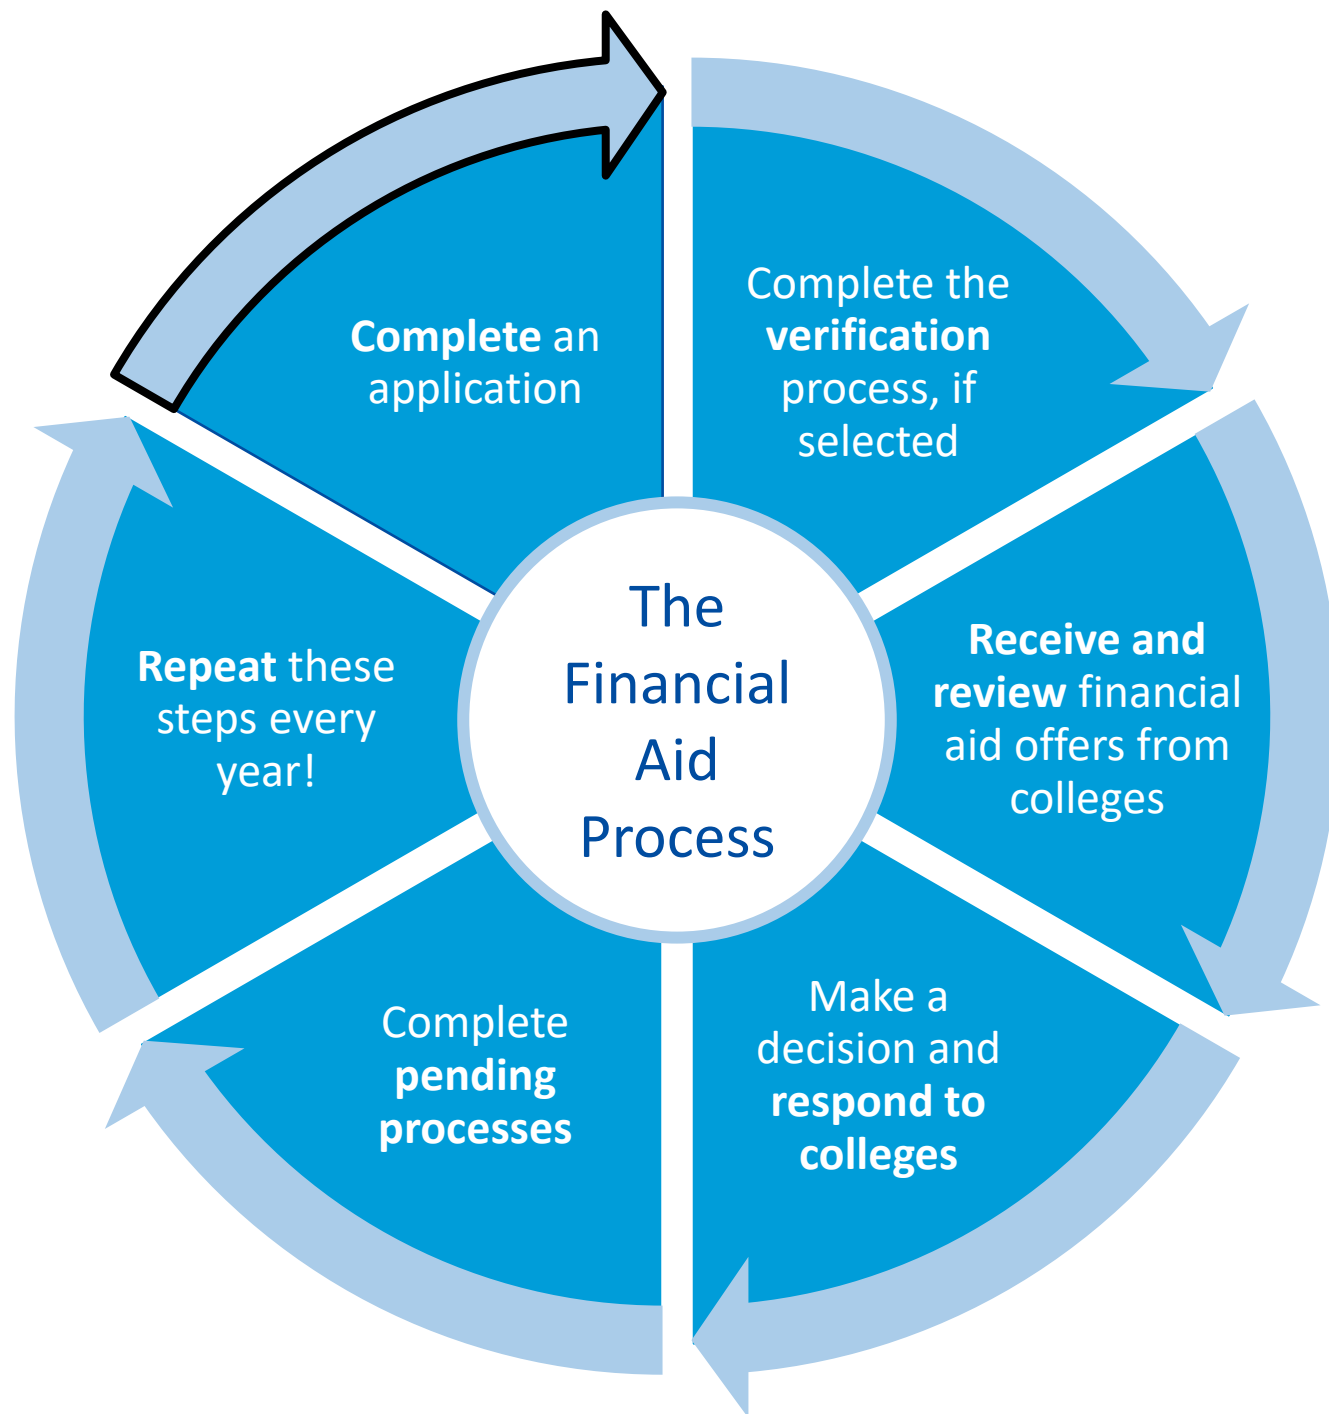 Complete an
application
Complete the
verification
process, if
selected
Receive and
review financial
aid offers from
colleges
Make a
decision and
respond to
colleges
Complete
pending
processes
Repeat these
steps every
year!
The
Financial
Aid
Process